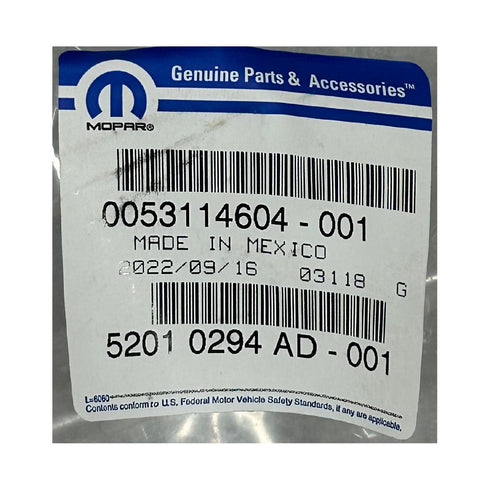 Genuine Parts & Accessories™
MOPAR®
0053114604 - 001
MADE IN MEXICO
2022/09/16 03118 G
5201 0294 AD - 001
L=6060
Contents conform to U.S. Federal Motor Vehicle Safety Standards, if any are applicable.